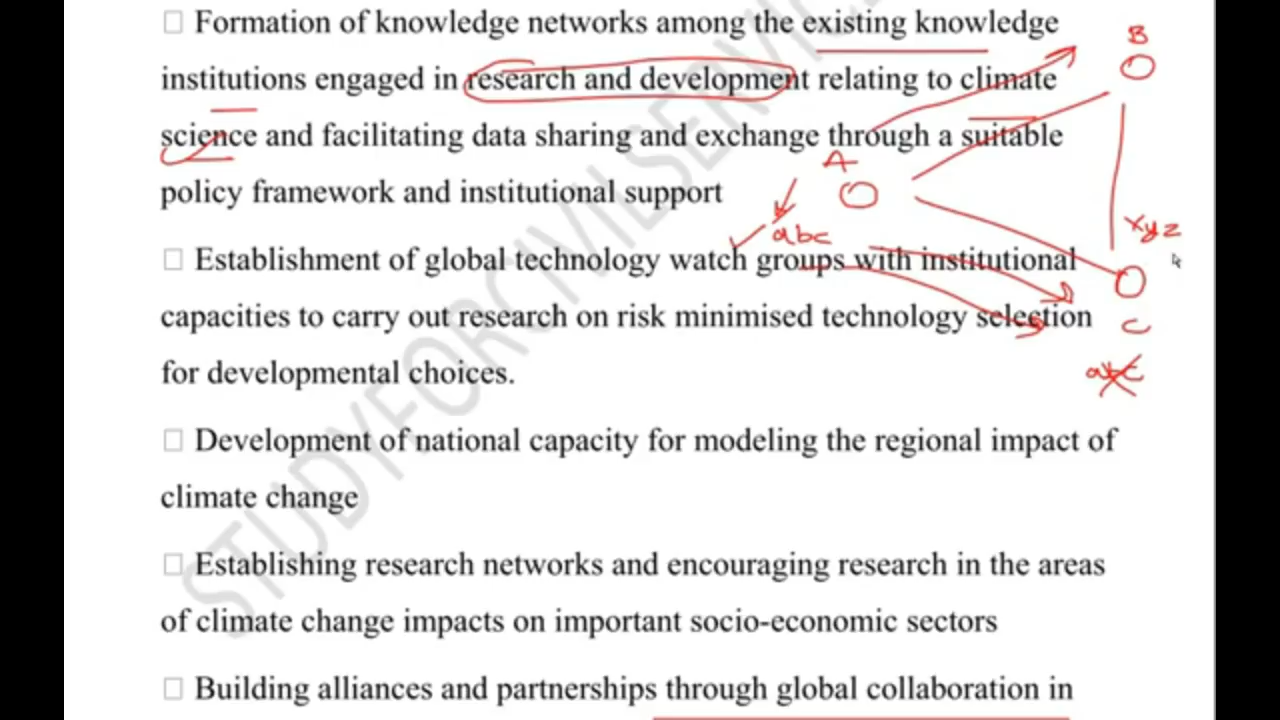 □ Formation of knowledge networks among the existing knowledge
B
institutions engaged in research and development relating to climate
science and facilitating data sharing and exchange through a suitable
A
policy framework and institutional support
abc
xyz
□ Establishment of global technology watch groups with institutional
capacities to carry out research on risk minimised technology selection
C
for developmental choices.
abc
□ Development of national capacity for modeling the regional impact of
climate change
□ Establishing research networks and encouraging research in the areas
of climate change impacts on important socio-economic sectors
□ Building alliances and partnerships through global collaboration in
STUDYFORCIVILSERVICE